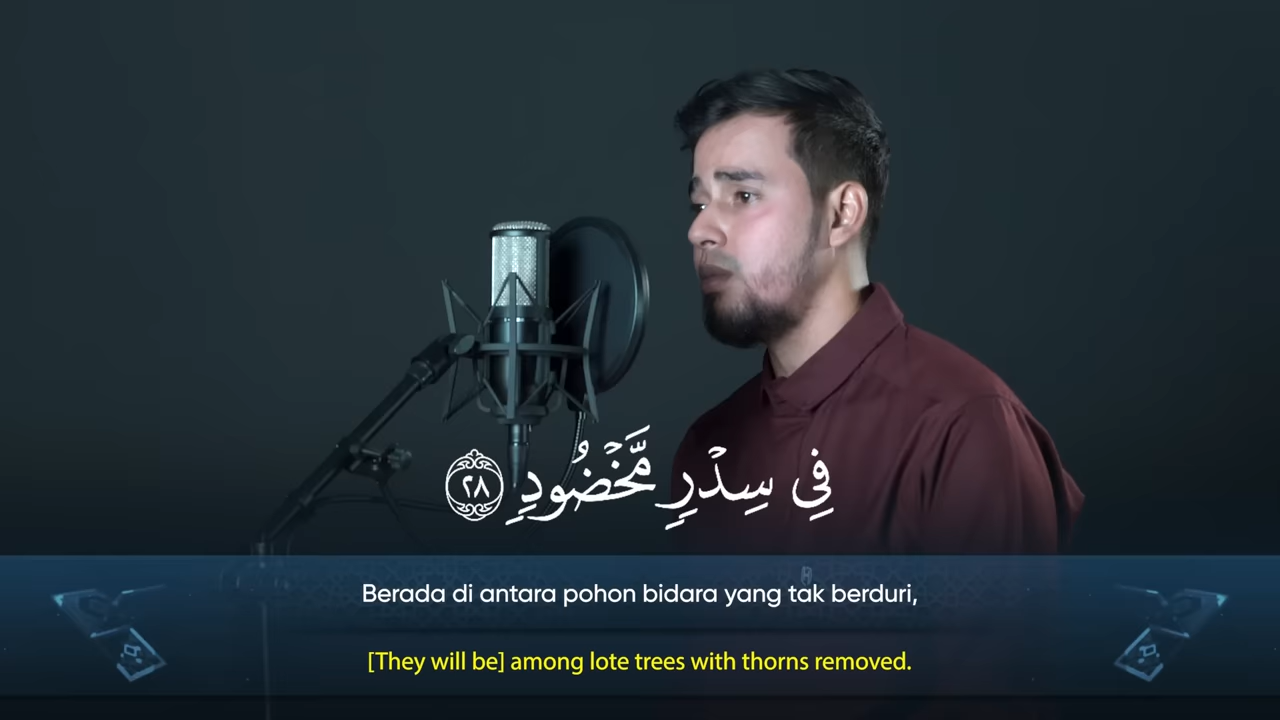 فِي سِدْرٍ مَّخْضُودٍ ٢٨
Berada di antara pohon bidara yang tak berduri,
[They will be] among lote trees with thorns removed.